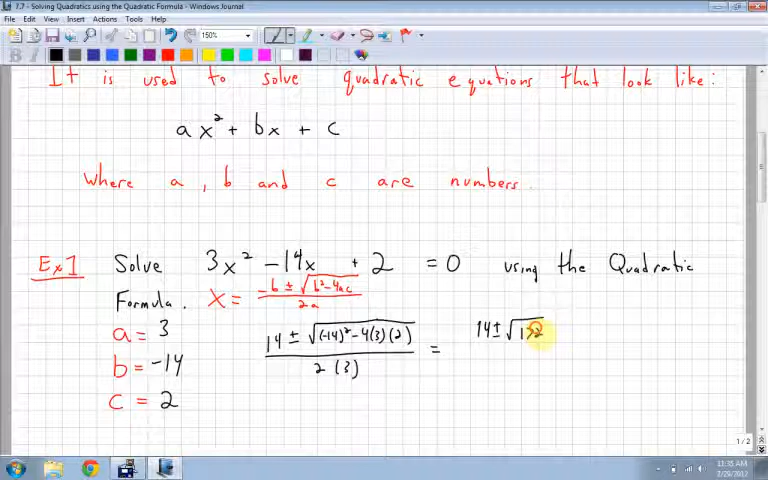 7.7 - Solving Quadratics using the Quadratic Formula - Windows Journal
File Edit View Insert Actions Tools Help
150%
B I
It is used to solve quadratic equations that look like:
ax² + bx + c
where a, b and c are numbers.
Ex1 Solve 3x² - 14x + 2 = 0 using the Quadratic
Formula. x = (-b ± √(b²-4ac))/(2a)
a = 3
b = -14
c = 2
(14 ± √((-14)² - 4(3)(2)))/(2(3)) = 14 ± √
1 / 2
11:35 AM
2/29/2012